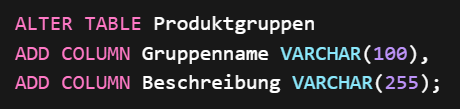 ALTER TABLE Produktgruppen
ADD COLUMN Gruppenname VARCHAR(100),
ADD COLUMN Beschreibung VARCHAR(255);